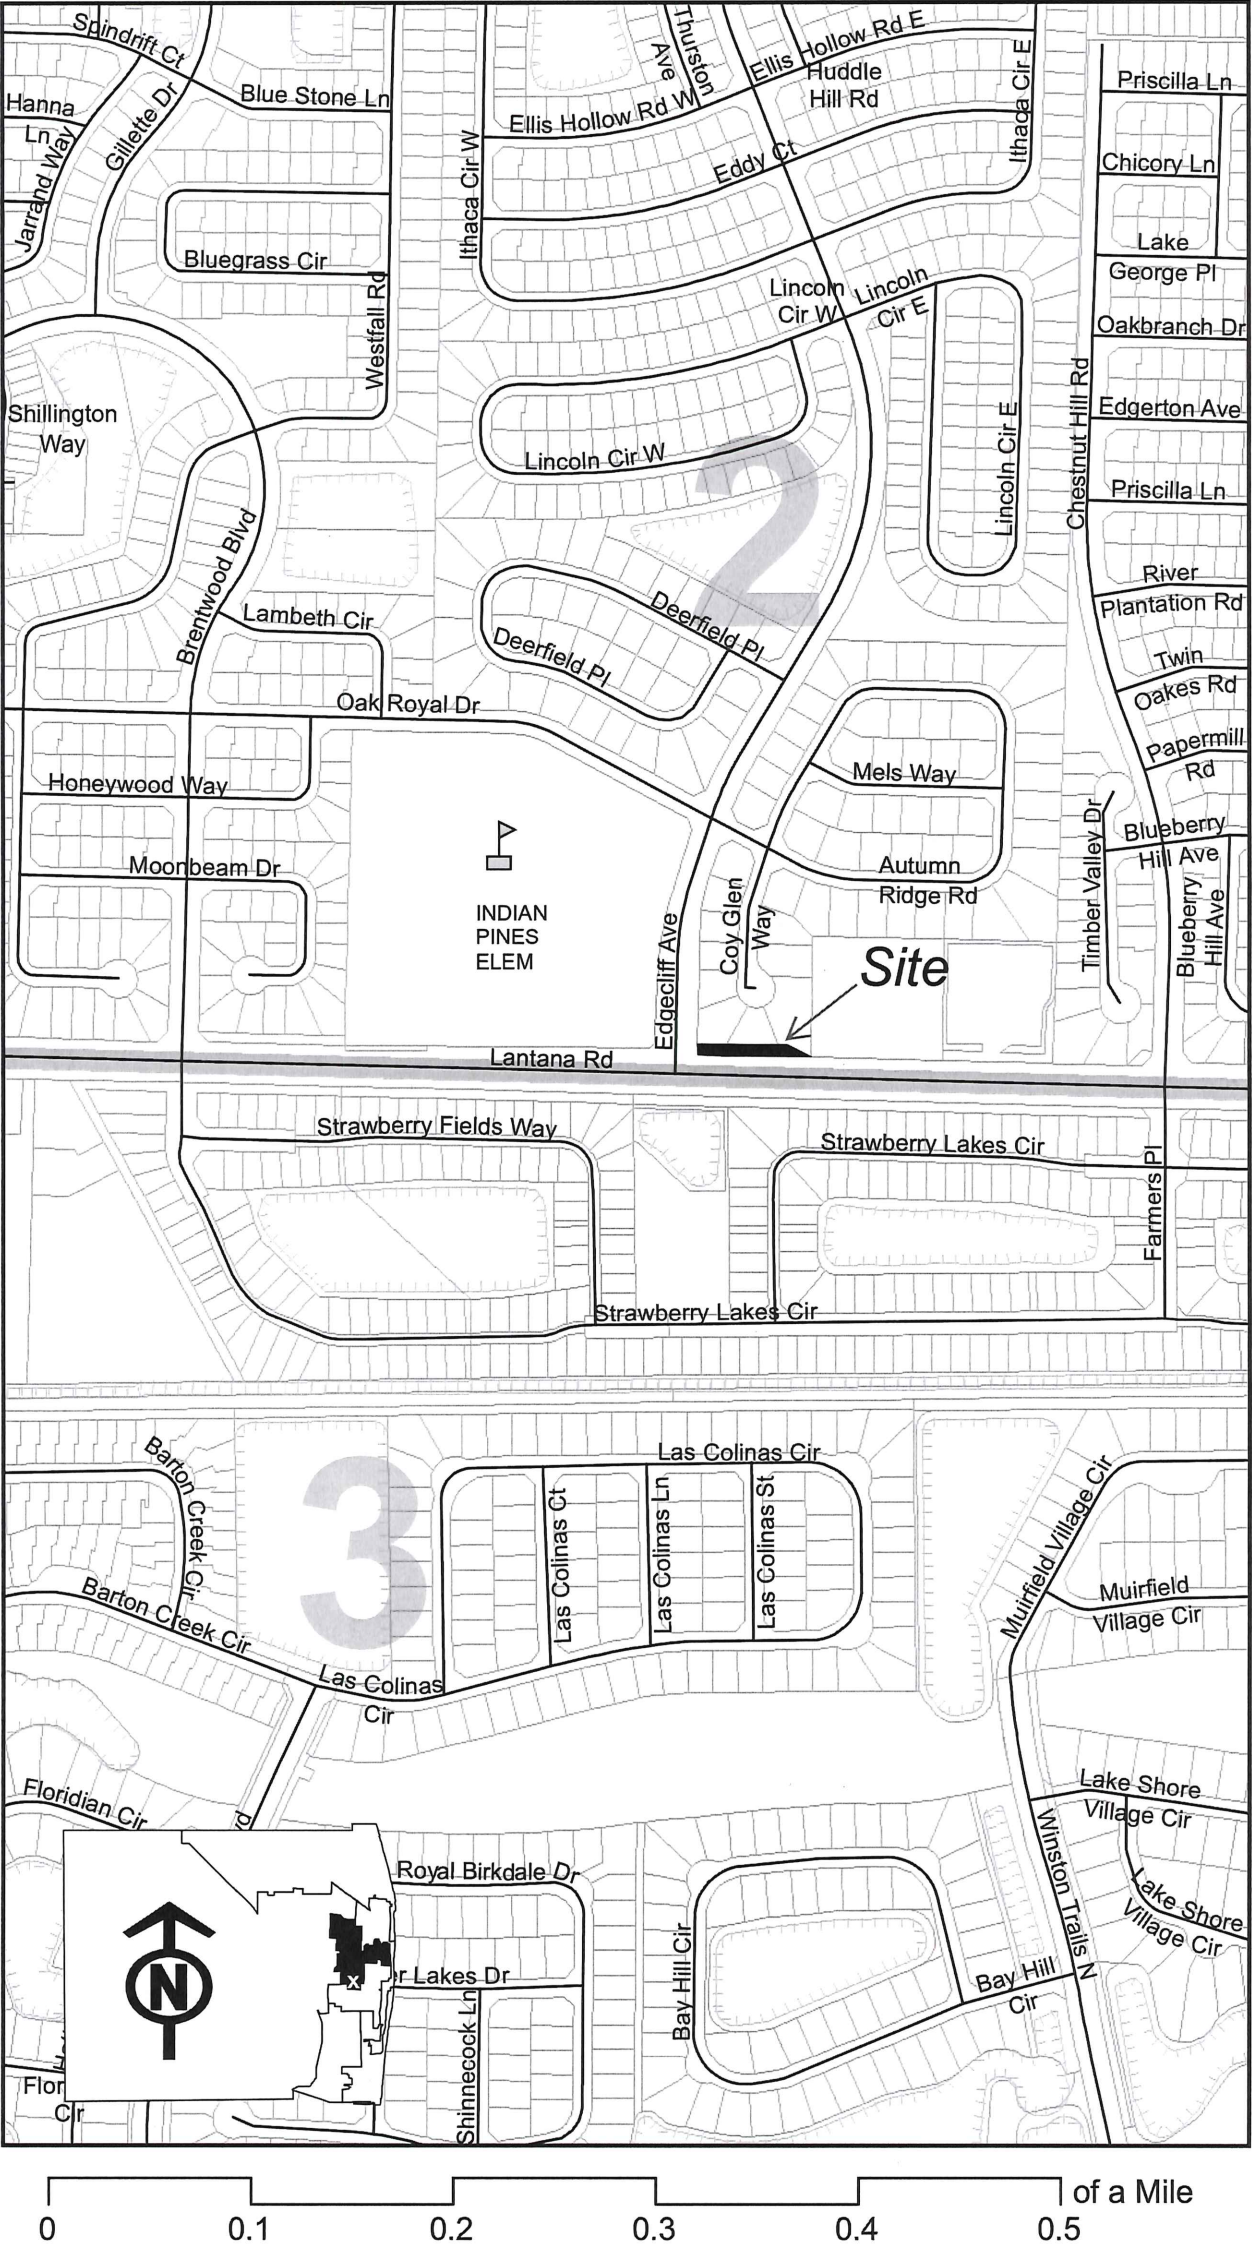 Spindrift Ct
Hanna
Ln
Jarrand Way
Gillette Dr
Blue Stone Ln
Bluegrass Cir
Westfall Rd
Ithaca Cir W
Thurston
Ave
Ellis Hollow Rd W
Ellis Hollow Rd E
Huddle
Hill Rd
Eddy Ct
Ithaca Cir E
Priscilla Ln
Chicory Ln
Lake
George Pl
Oakbranch Dr
Edgerton Ave
Priscilla Ln
Chestnut Hill Rd
Lincoln
Cir W
Lincoln
Cir E
Lincoln Cir E
Lincoln Cir W
2
Shillington
Way
Brentwood Blvd
Lambeth Cir
Deerfield Pl
Deerfield Pl
Oak Royal Dr
River
Plantation Rd
Twin
Oakes Rd
Papermill
Rd
Honeywood Way
Mels Way
Moonbeam Dr
Autumn
Ridge Rd
Timber Valley Dr
Blueberry
Hill Ave
Blueberry
Hill Ave
INDIAN
PINES
ELEM
Edgecliff Ave
Coy Glen
Way
Site
Lantana Rd
Strawberry Fields Way
Strawberry Lakes Cir
Farmers Pl
Strawberry Lakes Cir
3
Barton
Creek Cir
Barton Creek Cir
Las Colinas Cir
Las Colinas Ct
Las Colinas Ln
Las Colinas St
Las Colinas
Cir
Muirfield Village Cir
Muirfield
Village Cir
Floridian Cir
Lake Shore
Village Cir
Winston Trails N
Lake Shore
Village Cir
Royal Birkdale Dr
er Lakes Dr
Shinnecock Ln
Bay Hill Cir
Bay Hill
Cir
N
x
Flor
Cir
0 0.1 0.2 0.3 0.4 0.5 of a Mile